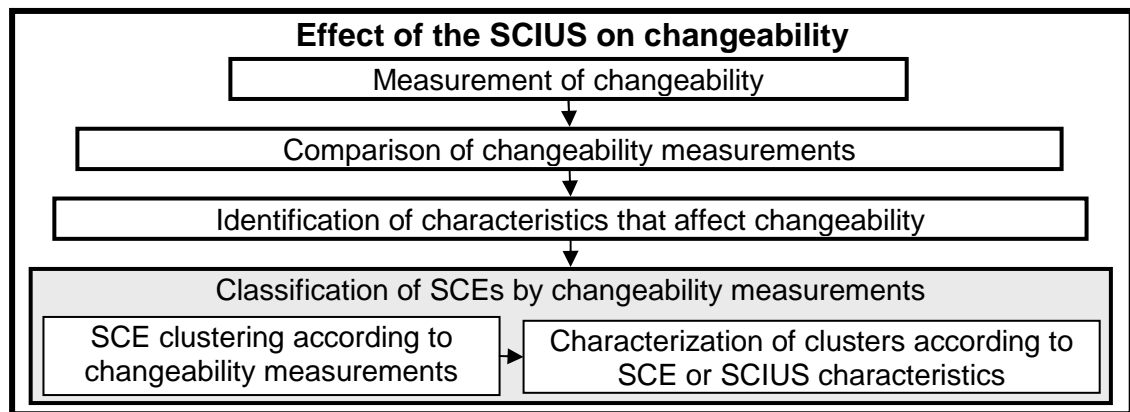 Effect of the SCIUS on changeability
Measurement of changeability
Comparison of changeability measurements
Identification of characteristics that affect changeability
Classification of SCEs by changeability measurements
SCE clustering according to
changeability measurements
Characterization of clusters according to
SCE or SCIUS characteristics